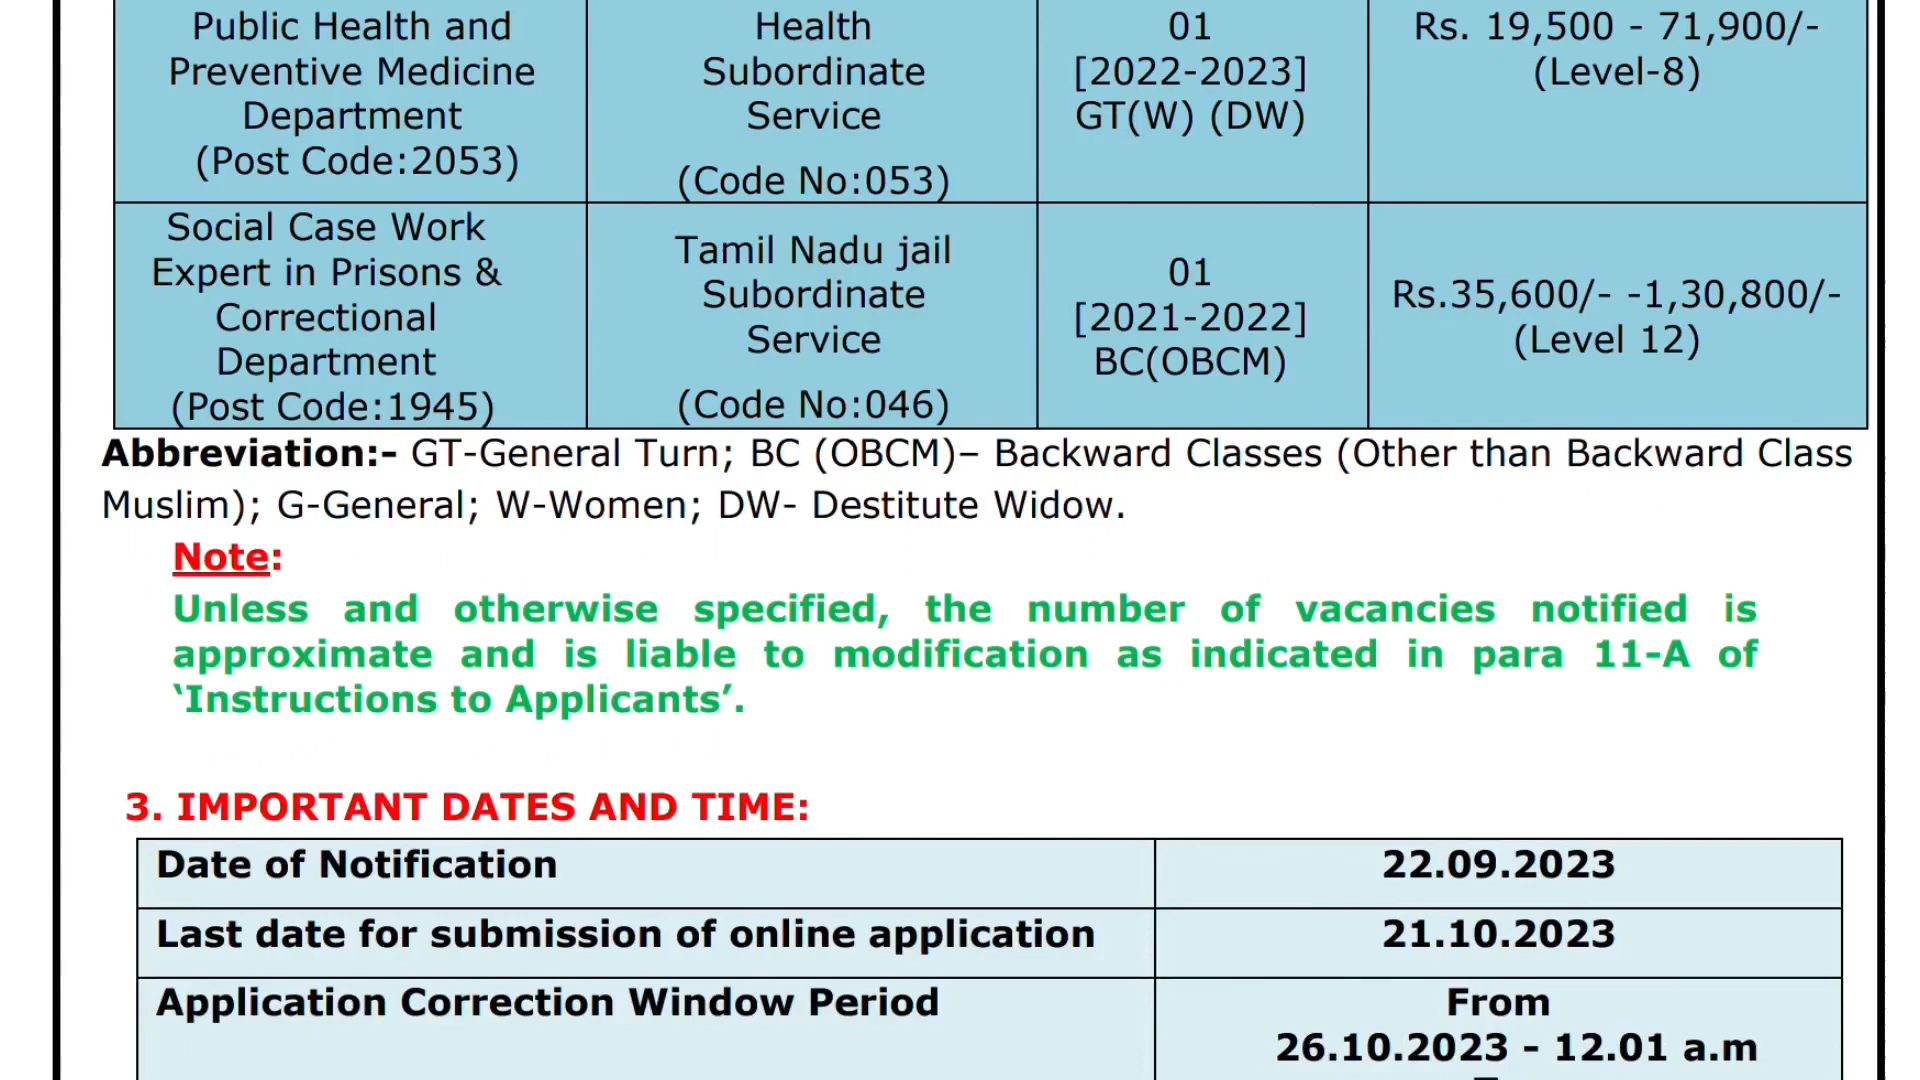 Public Health and
Preventive Medicine
Department
(Post Code:2053)
Health
Subordinate
Service
(Code No:053)
01
[2022-2023]
GT(W) (DW)
Rs. 19,500 - 71,900/-
(Level-8)
Social Case Work
Expert in Prisons &
Correctional
Department
(Post Code:1945)
Tamil Nadu jail
Subordinate
Service
(Code No:046)
01
[2021-2022]
BC(OBCM)
Rs.35,600/- -1,30,800/-
(Level 12)
Abbreviation:- GT-General Turn; BC (OBCM)– Backward Classes (Other than Backward Class
Muslim); G-General; W-Women; DW- Destitute Widow.
Note:
Unless and otherwise specified, the number of vacancies notified is
approximate and is liable to modification as indicated in para 11-A of
‘Instructions to Applicants’.
3. IMPORTANT DATES AND TIME:
Date of Notification
22.09.2023
Last date for submission of online application
21.10.2023
Application Correction Window Period
From
26.10.2023 - 12.01 a.m